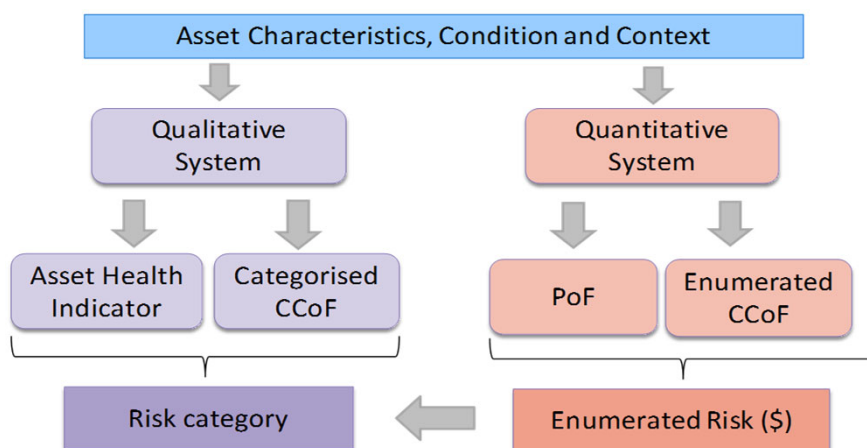 Asset Characteristics, Condition and Context
Qualitative
System
Quantitative
System
Asset Health
Indicator
Categorised
CCoF
PoF
Enumerated
CCoF
Risk category
Enumerated Risk ($)